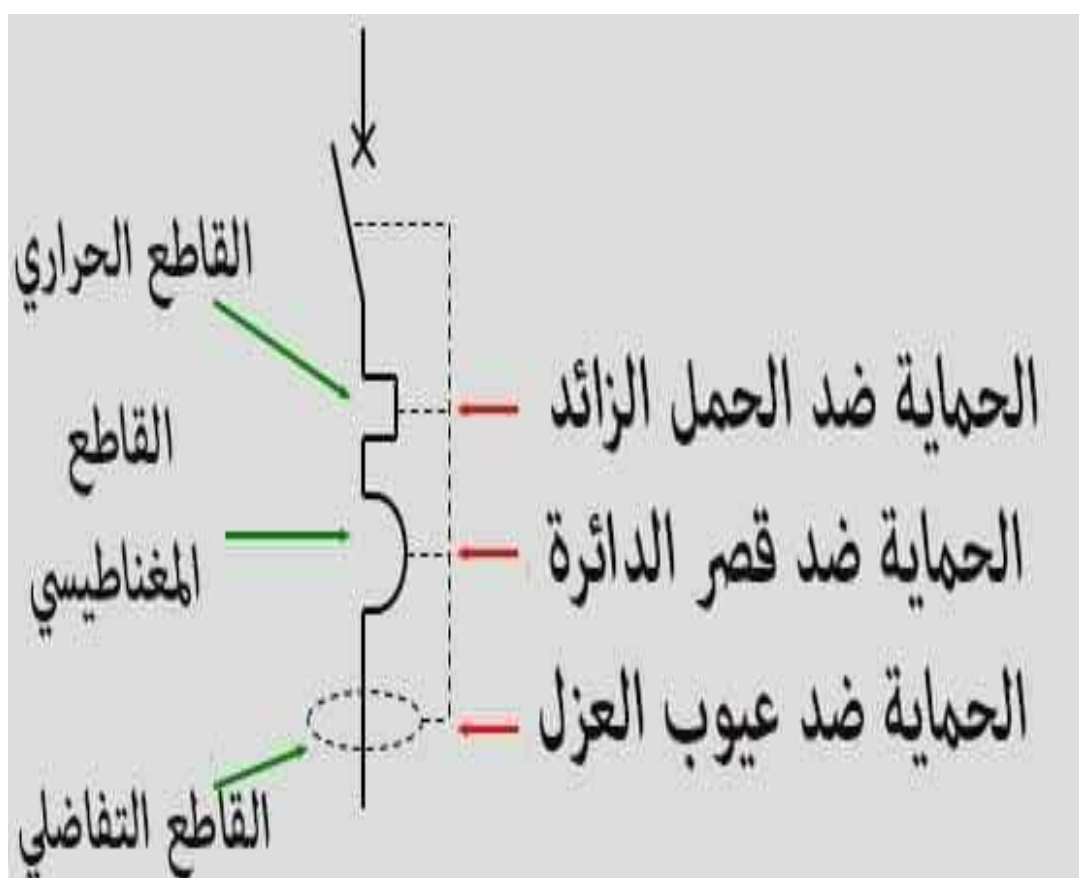 القاطع الحراري
الحماية ضد الحمل الزائد
القاطع
المغناطيسي
الحماية ضد قصر الدائرة
الحماية ضد عيوب العزل
القاطع التفاضلي